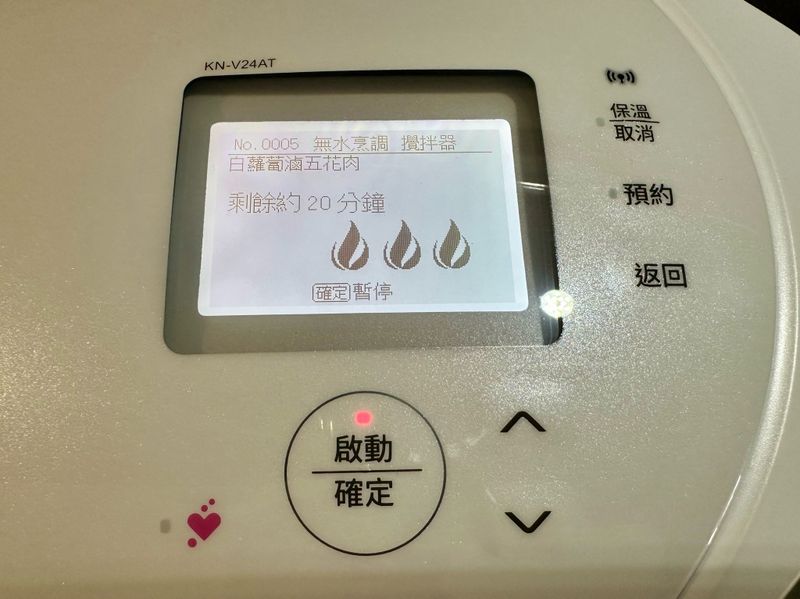 KN-V24AT
No.0005 無水烹調 攪拌器
白蘿蔔滷五花肉
剩餘約 20 分鐘
確定 暫停
保溫
取消
預約
返回
啟動
確定